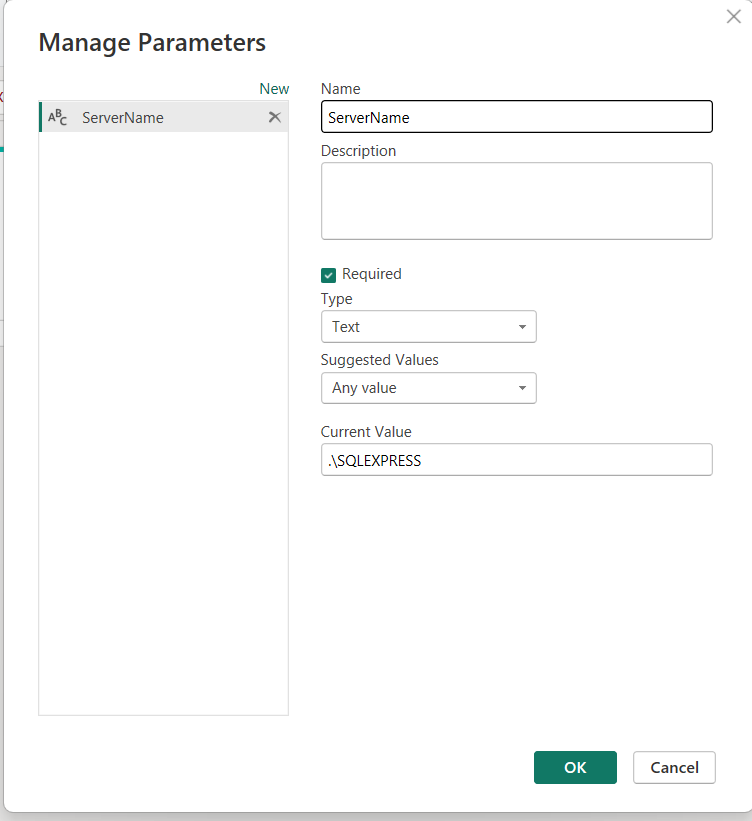 Manage Parameters
New
ABC ServerName
Name
ServerName
Description
Required
Type
Text
Suggested Values
Any value
Current Value
.\SQLEXPRESS
OK
Cancel